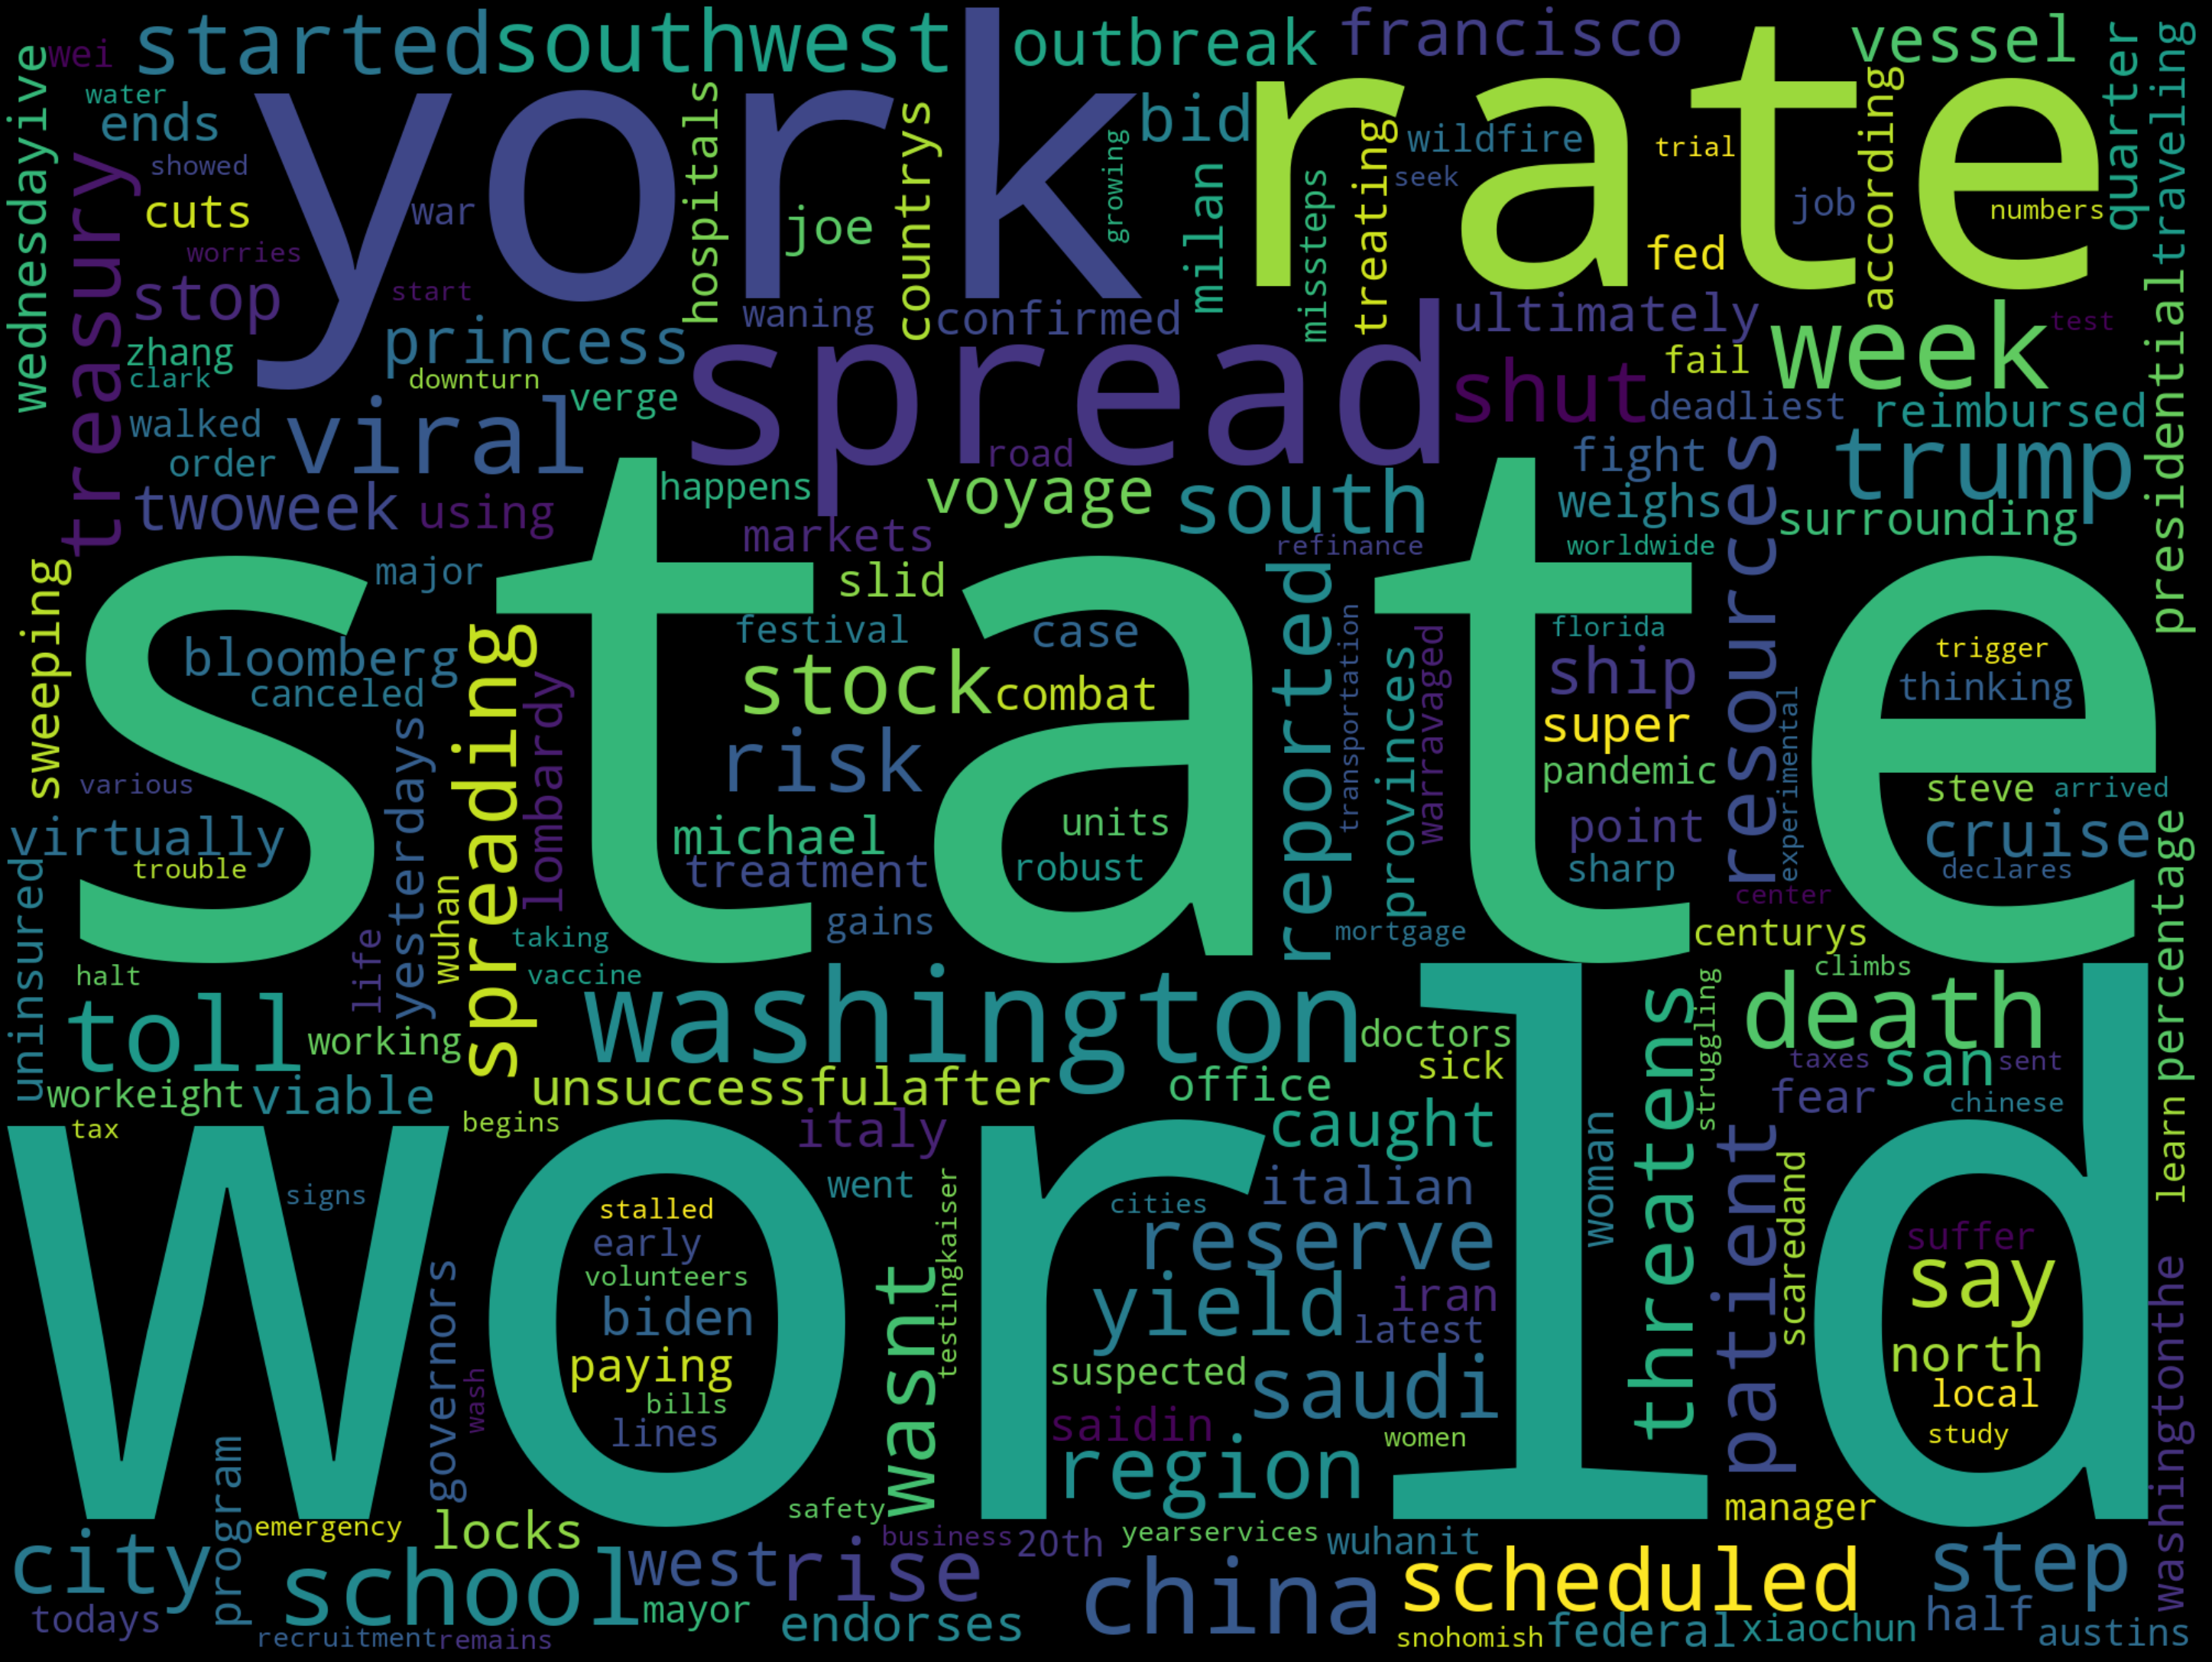 wei
started
southwest
outbreak
francisco
vessel
water
ends
york
rate
bid
wildfire
trial
quarter
traveling
wednesdayive
showed
hospitals
countrys
growing
milan
missteps
treating
seek
according
job
numbers
cuts
war
joe
fed
treasury
worries
stop
start
waning
confirmed
ultimately
week
test
zhang
princess
spread
fail
clark
downturn
verge
shut
deadliest
reimbursed
presidential
walked
viral
order
road
fight
resources
trump
twoweek
using
happens
voyage
south
weighs
surrounding
markets
refinance
worldwide
state
sweeping
major
slid
reported
festival
case
transportation
provinces
warravaged
florida
trigger
bloomberg
spreading
canceled
lombardy
stock
combat
ship
experimental
thinking
yesterdays
super
various
risk
pandemic
steve
arrived
virtually
michael
units
point
cruise
percentage
trouble
treatment
robust
sharp
declares
uninsured
wuhan
center
life
gains
mortgage
centurys
taking
halt
vaccine
climbs
toll
washington
threatens
struggling
death
working
doctors
san
workeight
viable
unsuccessfulafter
office
sick
taxes
sent
fear
learn
chinese
tax
begins
italy
caught
woman
patient
world
scaredand
signs
went
testingkaiser
cities
italian
stalled
early
reserve
suffer
governors
volunteers
wasnt
say
washingtonthe
biden
yield
iran
latest
paying
suspected
north
wash
bills
saudi
local
lines
saidin
women
study
program
region
safety
manager
emergency
locks
business
20th
yearservices
wuhanit
city
school
west
rise
china
scheduled
step
todays
mayor
endorses
half
recruitment
remains
snohomish
federal
xiaochun
austins